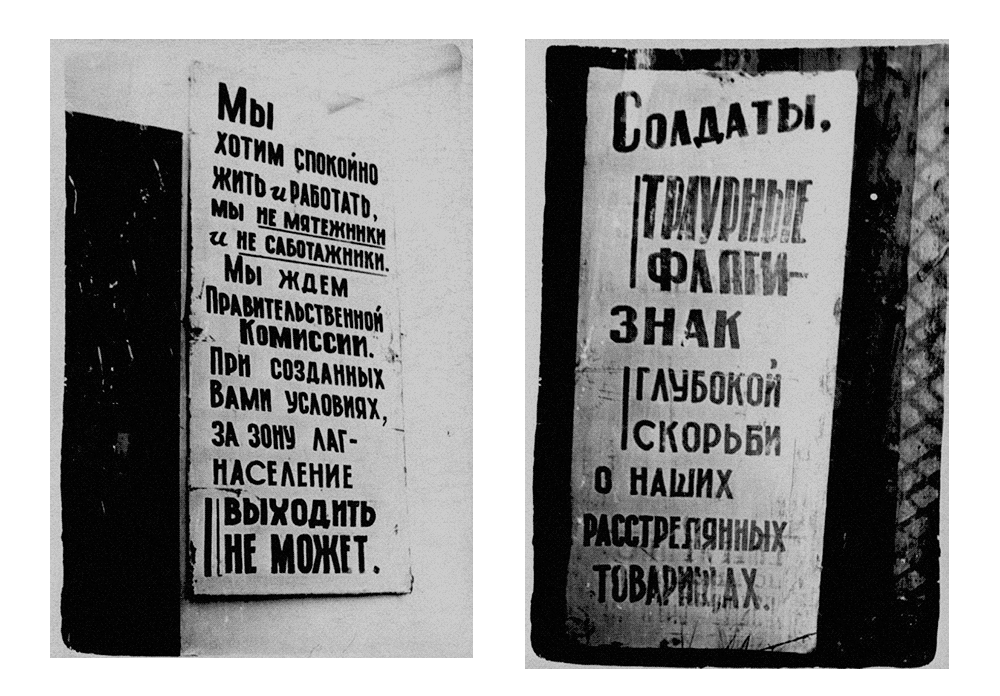 Мы
хотим спокойно
жить и работать,
мы не мятежники
и не саботажники.
Мы ждем
Правительственной
Комиссии.
При созданных
Вами условиях,
за зону лаг-
население
выходить
не может.
Солдаты,
траурные
флаги–
знак
глубокой
скорьби
о наших
расстрелянных
товарищах.